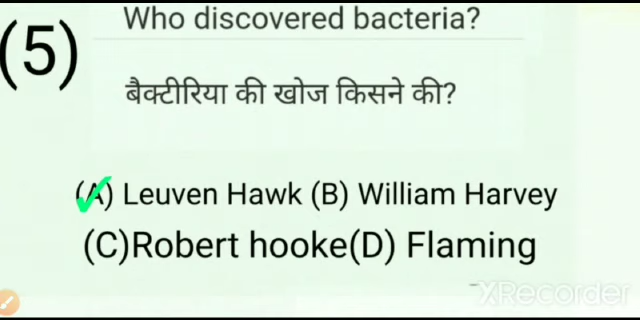 Who discovered bacteria?
(5)
बैक्टीरिया की खोज किसने की?
(A) Leuven Hawk (B) William Harvey
(C)Robert hooke(D) Flaming
XRecorder